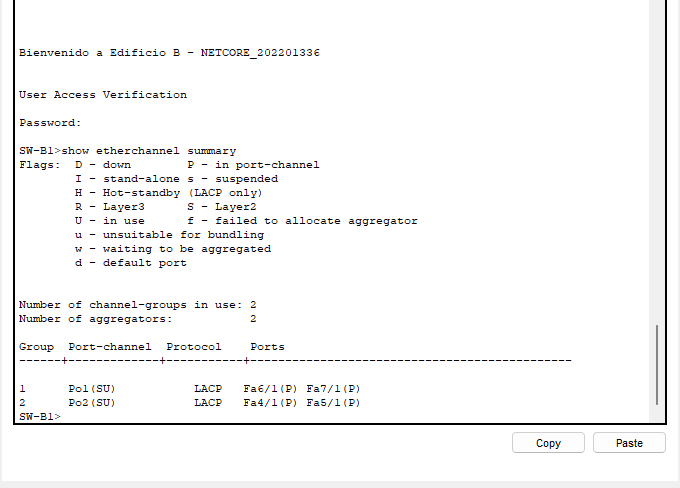 Bienvenido a Edificio B - NETCORE_202201336
User Access Verification
Password:
SW-B1>show etherchannel summary
Flags:  D - down        P - in port-channel
        I - stand-alone s - suspended
        H - Hot-standby (LACP only)
        R - Layer3      S - Layer2
        U - in use      f - failed to allocate aggregator
        u - unsuitable for bundling
        w - waiting to be aggregated
        d - default port
Number of channel-groups in use: 2
Number of aggregators:           2
Group  Port-channel  Protocol    Ports
------+-------------+-----------+----------------------------------------------
1      Po1(SU)           LACP   Fa6/1(P) Fa7/1(P)
2      Po2(SU)           LACP   Fa4/1(P) Fa5/1(P)
SW-B1>
Copy Paste